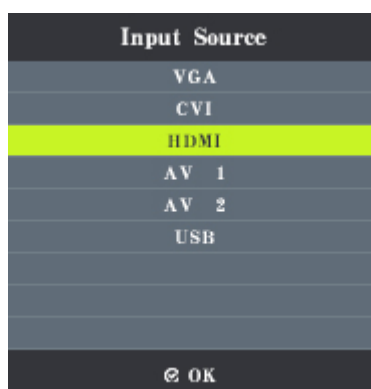 Input Source
VGA
CVI
HDMI
AV 1
AV 2
USB
OK